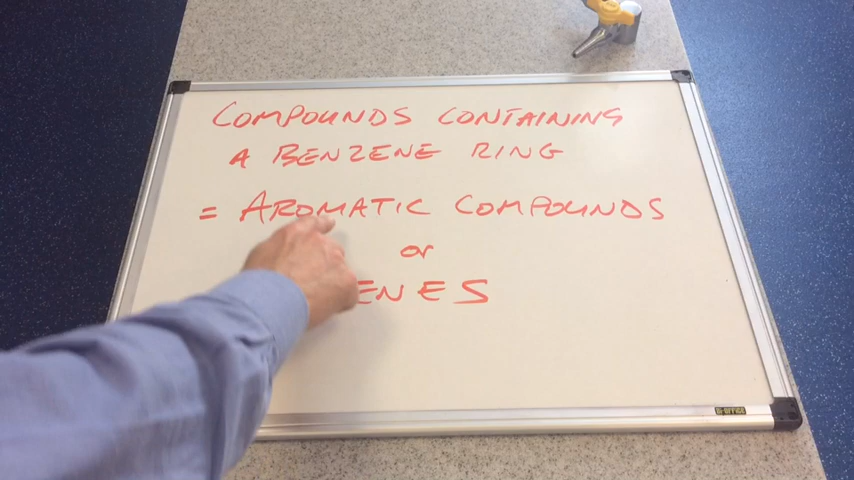 COMPOUNDS CONTAINING
A BENZENE RING
= AROMATIC COMPOUNDS
or
ENES